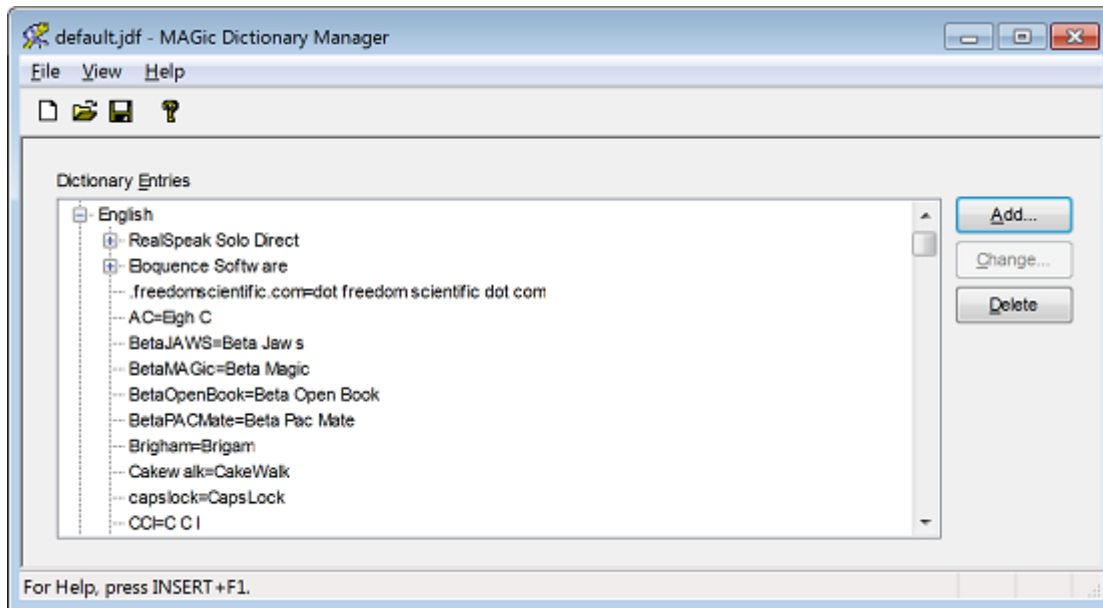 default.jdf - MAGic Dictionary Manager
File View Help
Dictionary Entries
English
RealSpeak Solo Direct
Eloquence Software
.freedomscientific.com=dot freedom scientific dot com
AC=Eigh C
BetaJAWS=Beta Jaws
BetaMAGic=Beta Magic
BetaOpenBook=Beta Open Book
BetaPACMate=Beta Pac Mate
Brigham=Brigam
Cakewalk=CakeWalk
capslock=CapsLock
CCI=C C I
Add...
Change...
Delete
For Help, press INSERT+F1.